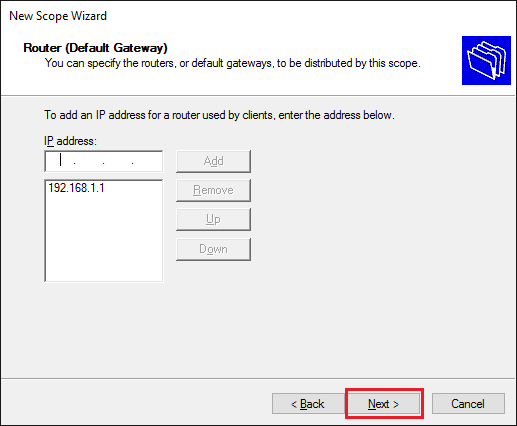 New Scope Wizard
Router (Default Gateway)
You can specify the routers, or default gateways, to be distributed by this scope.
To add an IP address for a router used by clients, enter the address below.
IP address:
. . .
Add
192.168.1.1
Remove
Up
Down
< Back
Next >
Cancel